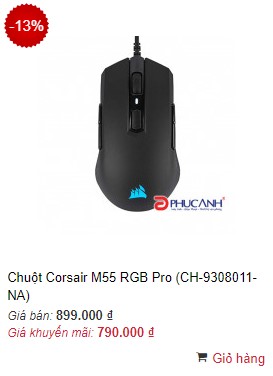 -13%
PHUCANH
Chuột Corsair M55 RGB Pro (CH-9308011-
NA)
Giá bán: 899.000 ₫
Giá khuyến mãi: 790.000 ₫
Giỏ hàng